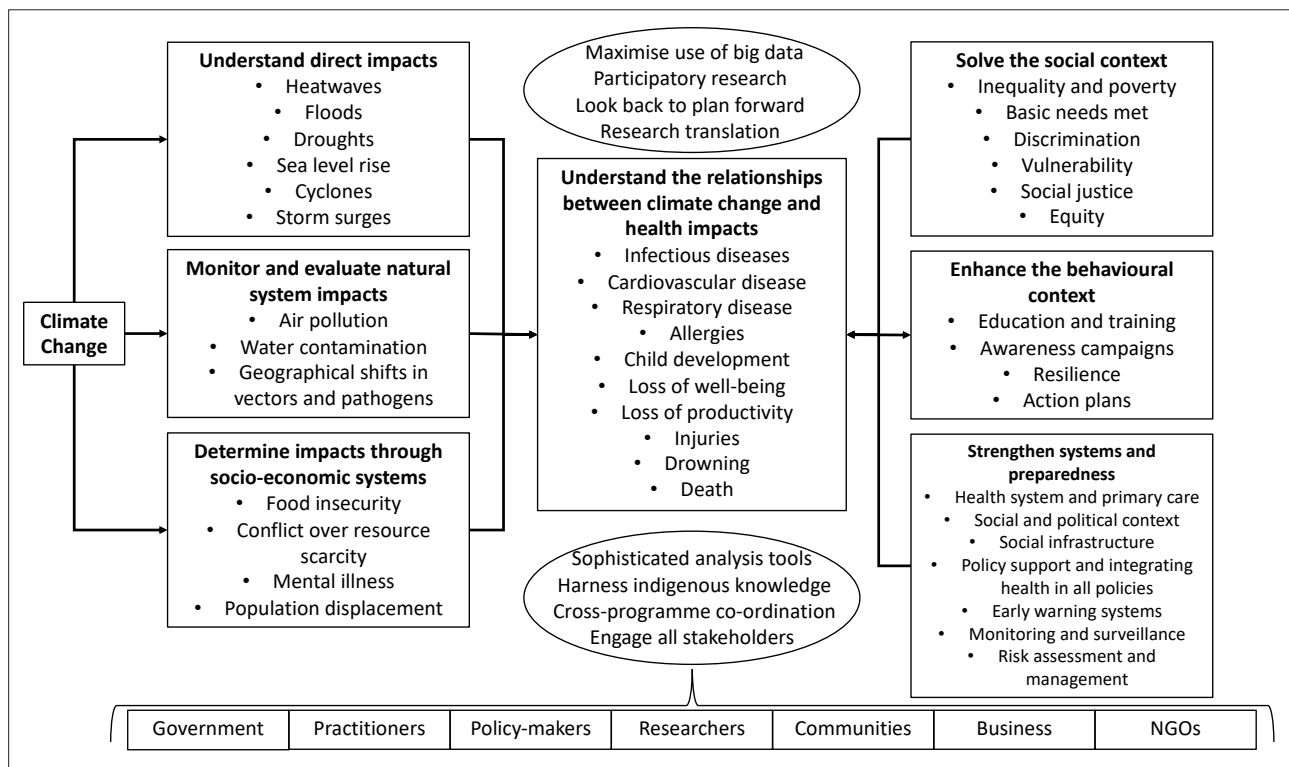 Climate
Change
Understand direct impacts
• Heatwaves
• Floods
• Droughts
• Sea level rise
• Cyclones
• Storm surges
Monitor and evaluate natural
system impacts
• Air pollution
• Water contamination
• Geographical shifts in
vectors and pathogens
Determine impacts through
socio-economic systems
• Food insecurity
• Conflict over resource
scarcity
• Mental illness
• Population displacement
Maximise use of big data
Participatory research
Look back to plan forward
Research translation
Understand the relationships
between climate change and
health impacts
• Infectious diseases
• Cardiovascular disease
• Respiratory disease
• Allergies
• Child development
• Loss of well-being
• Loss of productivity
• Injuries
• Drowning
• Death
Sophisticated analysis tools
Harness indigenous knowledge
Cross-programme co-ordination
Engage all stakeholders
Solve the social context
• Inequality and poverty
• Basic needs met
• Discrimination
• Vulnerability
• Social justice
• Equity
Enhance the behavioural
context
• Education and training
• Awareness campaigns
• Resilience
• Action plans
Strengthen systems and
preparedness
• Health system and primary care
• Social and political context
• Social infrastructure
• Policy support and integrating
health in all policies
• Early warning systems
• Monitoring and surveillance
• Risk assessment and
management
Government
Practitioners
Policy-makers
Researchers
Communities
Business
NGOs